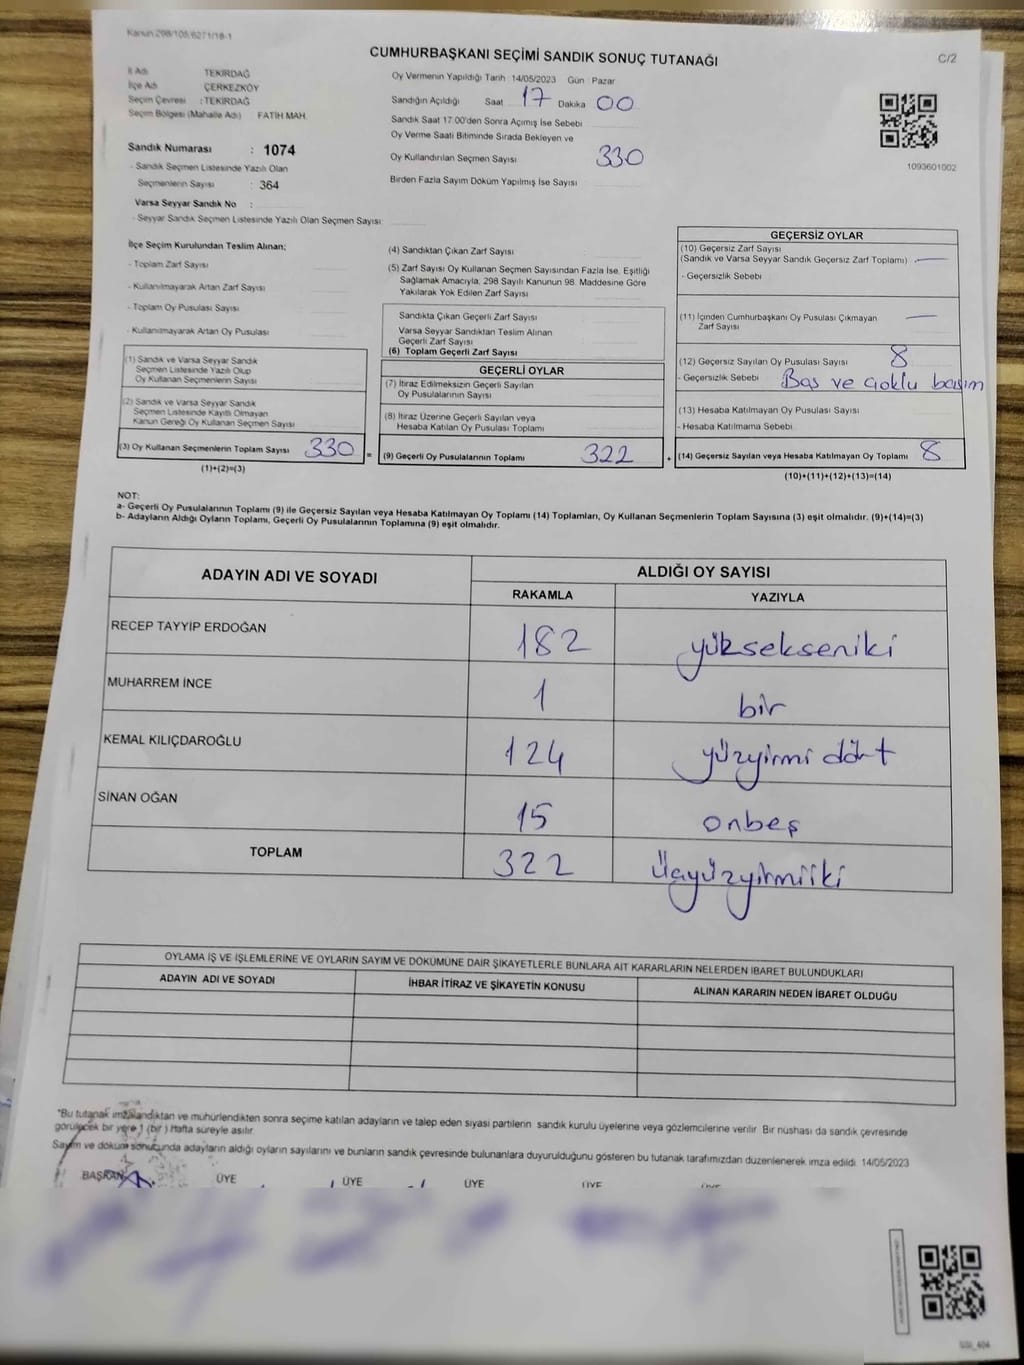 Kanun 298/105/6271/18-1
CUMHURBAŞKANI SEÇİMİ SANDIK SONUÇ TUTANAĞI
C/2
İl Adı TEKİRDAĞ
İlçe Adı ÇERKEZKÖY
Seçim Çevresi : TEKİRDAĞ
Seçim Bölgesi (Mahalle Adı) FATİH MAH.
Sandık Numarası : 1074
- Sandık Seçmen Listesinde Yazılı Olan
Seçmenlerin Sayısı : 364
Varsa Seyyar Sandık No :
- Seyyar Sandık Seçmen Listesinde Yazılı Olan Seçmen Sayısı
Oy Vermenin Yapıldığı Tarih 14/05/2023 Gün Pazar
Sandığın Açıldığı Saat 17 Dakika 00
Sandık Saat 17.00'den Sonra Açılmış İse Sebebi
Oy Verme Saati Bitiminde Sırada Bekleyen ve
Oy Kullandırılan Seçmen Sayısı 330
Birden Fazla Sayım Döküm Yapılmış İse Sayısı
1093601002
İlçe Seçim Kurulundan Teslim Alınan;
- Toplam Zarf Sayısı
- Kullanılmayarak Artan Zarf Sayısı
- Toplam Oy Pusulası Sayısı
- Kullanılmayarak Artan Oy Pusulası
(1) Sandık ve Varsa Seyyar Sandık
Seçmen Listesinde Yazılı Olup
Oy Kullanan Seçmenlerin Sayısı
(2) Sandık ve Varsa Seyyar Sandık
Seçmen Listesinde Kayıtlı Olmayan
Kanun Gereği Oy Kullanan Seçmen Sayısı
(3) Oy Kullanan Seçmenlerin Toplam Sayısı 330 =
(1)+(2)=(3)
(4) Sandıktan Çıkan Zarf Sayısı
(5) Zarf Sayısı Oy Kullanan Seçmen Sayısından Fazla İse, Eşitliği
Sağlamak Amacıyla, 298 Sayılı Kanunun 98. Maddesine Göre
Yakılarak Yok Edilen Zarf Sayısı
Sandıkta Çıkan Geçerli Zarf Sayısı
Varsa Seyyar Sandıktan Teslim Alınan
Geçerli Zarf Sayısı
(6) Toplam Geçerli Zarf Sayısı
GEÇERLİ OYLAR
(7) İtiraz Edilmeksizin Geçerli Sayılan
Oy Pusulalarının Sayısı
(8) İtiraz Üzerine Geçerli Sayılan veya
Hesaba Katılan Oy Pusulası Toplamı
(9) Geçerli Oy Pusulalarının Toplamı 322 +
GEÇERSİZ OYLAR
(10) Geçersiz Zarf Sayısı
(Sandık ve Varsa Seyyar Sandık Geçersiz Zarf Toplamı) —
- Geçersizlik Sebebi
(11) İçinden Cumhurbaşkanı Oy Pusulası Çıkmayan —
Zarf Sayısı
(12) Geçersiz Sayılan Oy Pusulası Sayısı 8
- Geçersizlik Sebebi Boş ve çoklu basım
(13) Hesaba Katılmayan Oy Pusulası Sayısı
- Hesaba Katılmama Sebebi
(14) Geçersiz Sayılan veya Hesaba Katılmayan Oy Toplamı 8
(10)+(11)+(12)+(13)=(14)
NOT:
a- Geçerli Oy Pusulalarının Toplamı (9) ile Geçersiz Sayılan veya Hesaba Katılmayan Oy Toplamı (14) Toplamları, Oy Kullanan Seçmenlerin Toplam Sayısına (3) eşit olmalıdır. (9)+(14)=(3)
b- Adayların Aldığı Oyların Toplamı, Geçerli Oy Pusulalarının Toplamına (9) eşit olmalıdır.
ADAYIN ADI VE SOYADI ALDIĞI OY SAYISI
RAKAMLA YAZIYLA
RECEP TAYYİP ERDOĞAN 182 yüksekseniki
MUHARREM İNCE 1 bir
KEMAL KILIÇDAROĞLU 124 yüzyirmi dört
SİNAN OĞAN 15 onbeş
TOPLAM 322 üçyüzyirmiiki
OYLAMA İŞ VE İŞLEMLERİNE VE OYLARIN SAYIM VE DÖKÜMÜNE DAİR ŞİKAYETLERLE BUNLARA AİT KARARLARIN NELERDEN İBARET BULUNDUKLARI
ADAYIN ADI VE SOYADI İHBAR İTİRAZ VE ŞİKAYETİN KONUSU ALINAN KARARIN NEDEN İBARET OLDUĞU
"Bu tutanak imzalandıktan ve mühürlendikten sonra seçime katılan adayların ve talep eden siyasi partilerin sandık kurulu üyelerine veya gözlemcilerine verilir. Bir nüshası da sandık çevresinde
görülecek bir yere 1 (bir) Hafta süreyle asılır.
Sayım ve döküm sonucunda adayların aldığı oyların sayılarını ve bunların sandık çevresinde bulunanlara duyurulduğunu gösteren bu tutanak tarafımızdan düzenlenerek imza edildi. 14/05/2023
BAŞKAN ÜYE ÜYE ÜYE ÜYE ÜYE